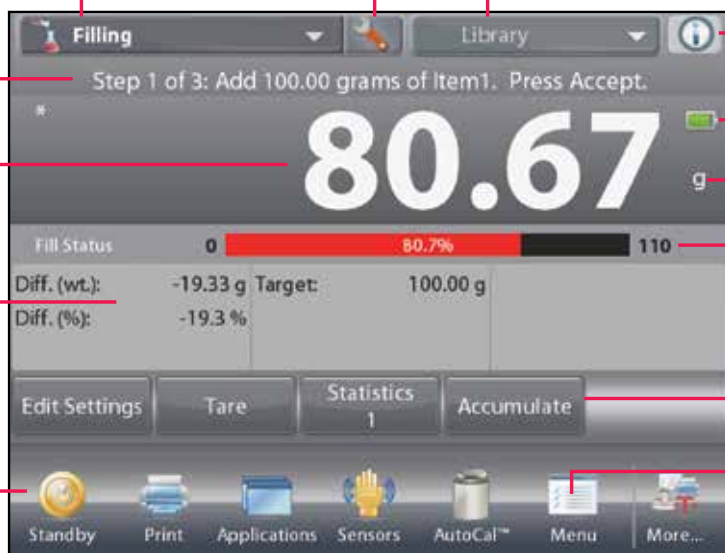 Filling Library
Step 1 of 3: Add 100.00 grams of Item1. Press Accept.
* 80.67
g
Fill Status 0 80.7% 110
Diff. (wt.): -19.33 g Target: 100.00 g
Diff. (%): -19.3 %
Edit Settings Tare Statistics 1 Accumulate
Standby Print Applications Sensors AutoCal™ Menu More...